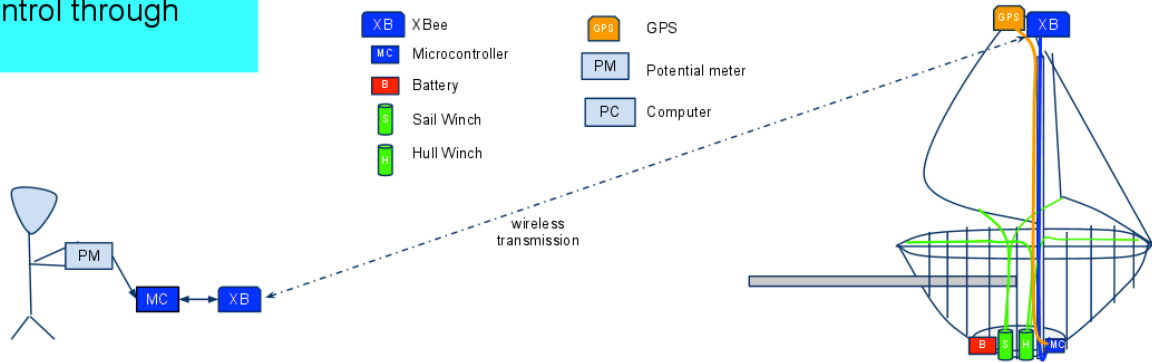 ntrol through
XB XBee
MC Microcontroller
B Battery
S Sail Winch
H Hull Winch
GPS GPS
PM Potential meter
PC Computer
GPS XB
wireless
transmission
PM
MC XB
B S H MC